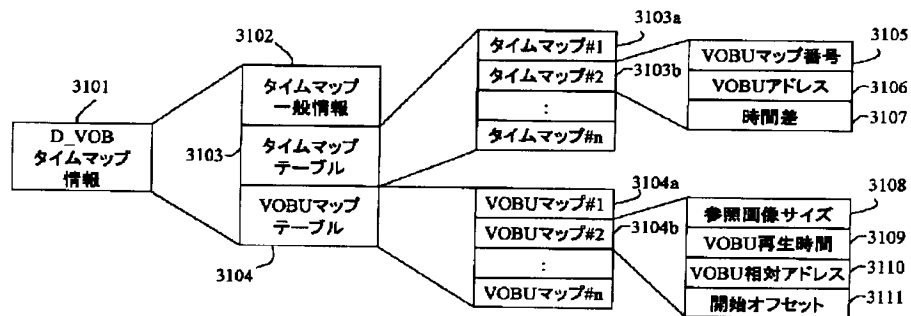 3101
D_VOB
タイムマップ
情報
3102
タイムマップ
一般情報
3103
タイムマップ
テーブル
VOBUマップ
テーブル
3104
3103a
タイムマップ#1
タイムマップ#2
3103b
:
タイムマップ#n
3105
VOBUマップ番号
VOBUアドレス
3106
時間差
3107
3104a
VOBUマップ#1
VOBUマップ#2
3104b
:
VOBUマップ#n
3108
参照画像サイズ
VOBU再生時間
3109
VOBU相対アドレス
3110
開始オフセット
3111